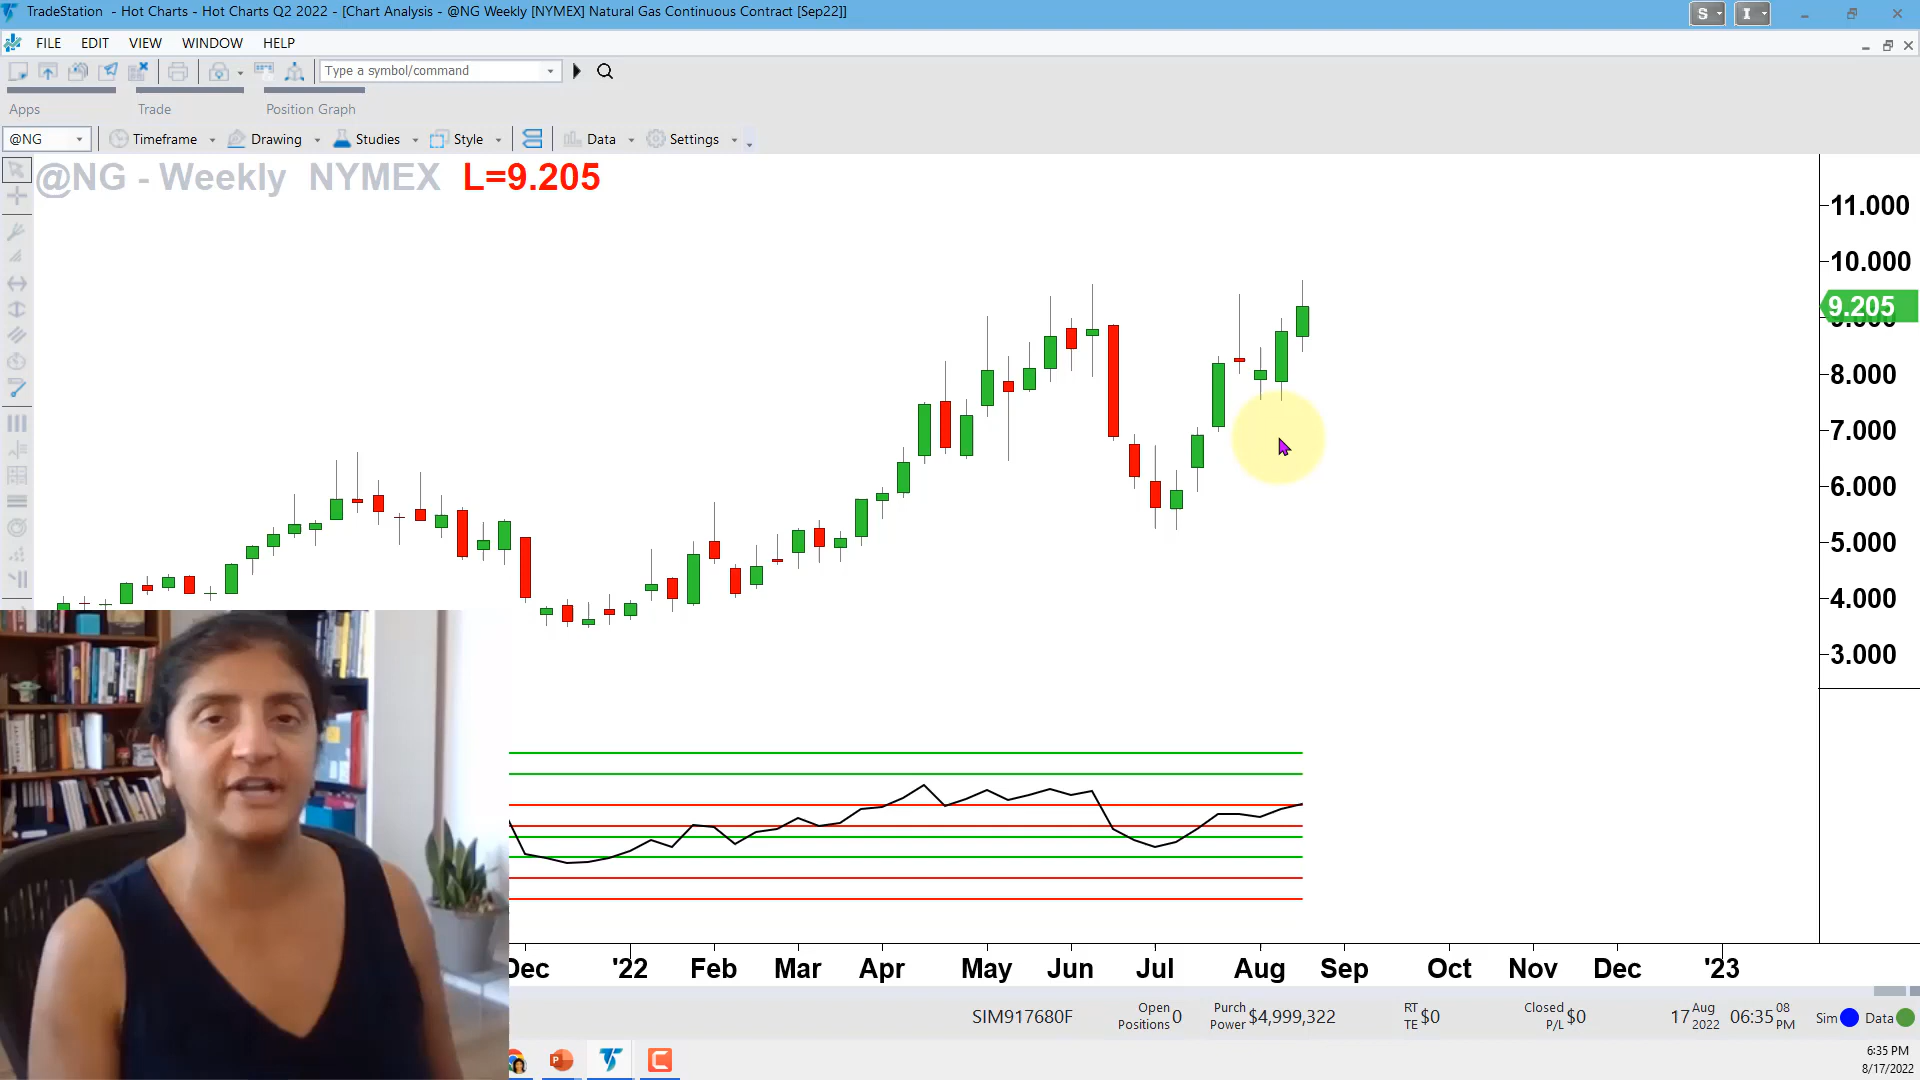 TradeStation - Hot Charts - Hot Charts Q2 2022 - [Chart Analysis - @NG Weekly [NYMEX] Natural Gas Continuous Contract [Sep22]]
S
I
FILE EDIT VIEW WINDOW HELP
Type a symbol/command
Apps Trade Position Graph
@NG Timeframe Drawing Studies Style Data Settings
@NG - Weekly NYMEX L=9.205
11.000
10.000
9.205
9.000
8.000
7.000
6.000
5.000
4.000
3.000
Dec '22 Feb Mar Apr May Jun Jul Aug Sep Oct Nov Dec '23
SIM917680F Open Positions 0 Purch Power $4,999,322 RT TE $0 Closed P/L $0 17 Aug 2022 06:35 08 PM Sim Data
6:35 PM
8/17/2022